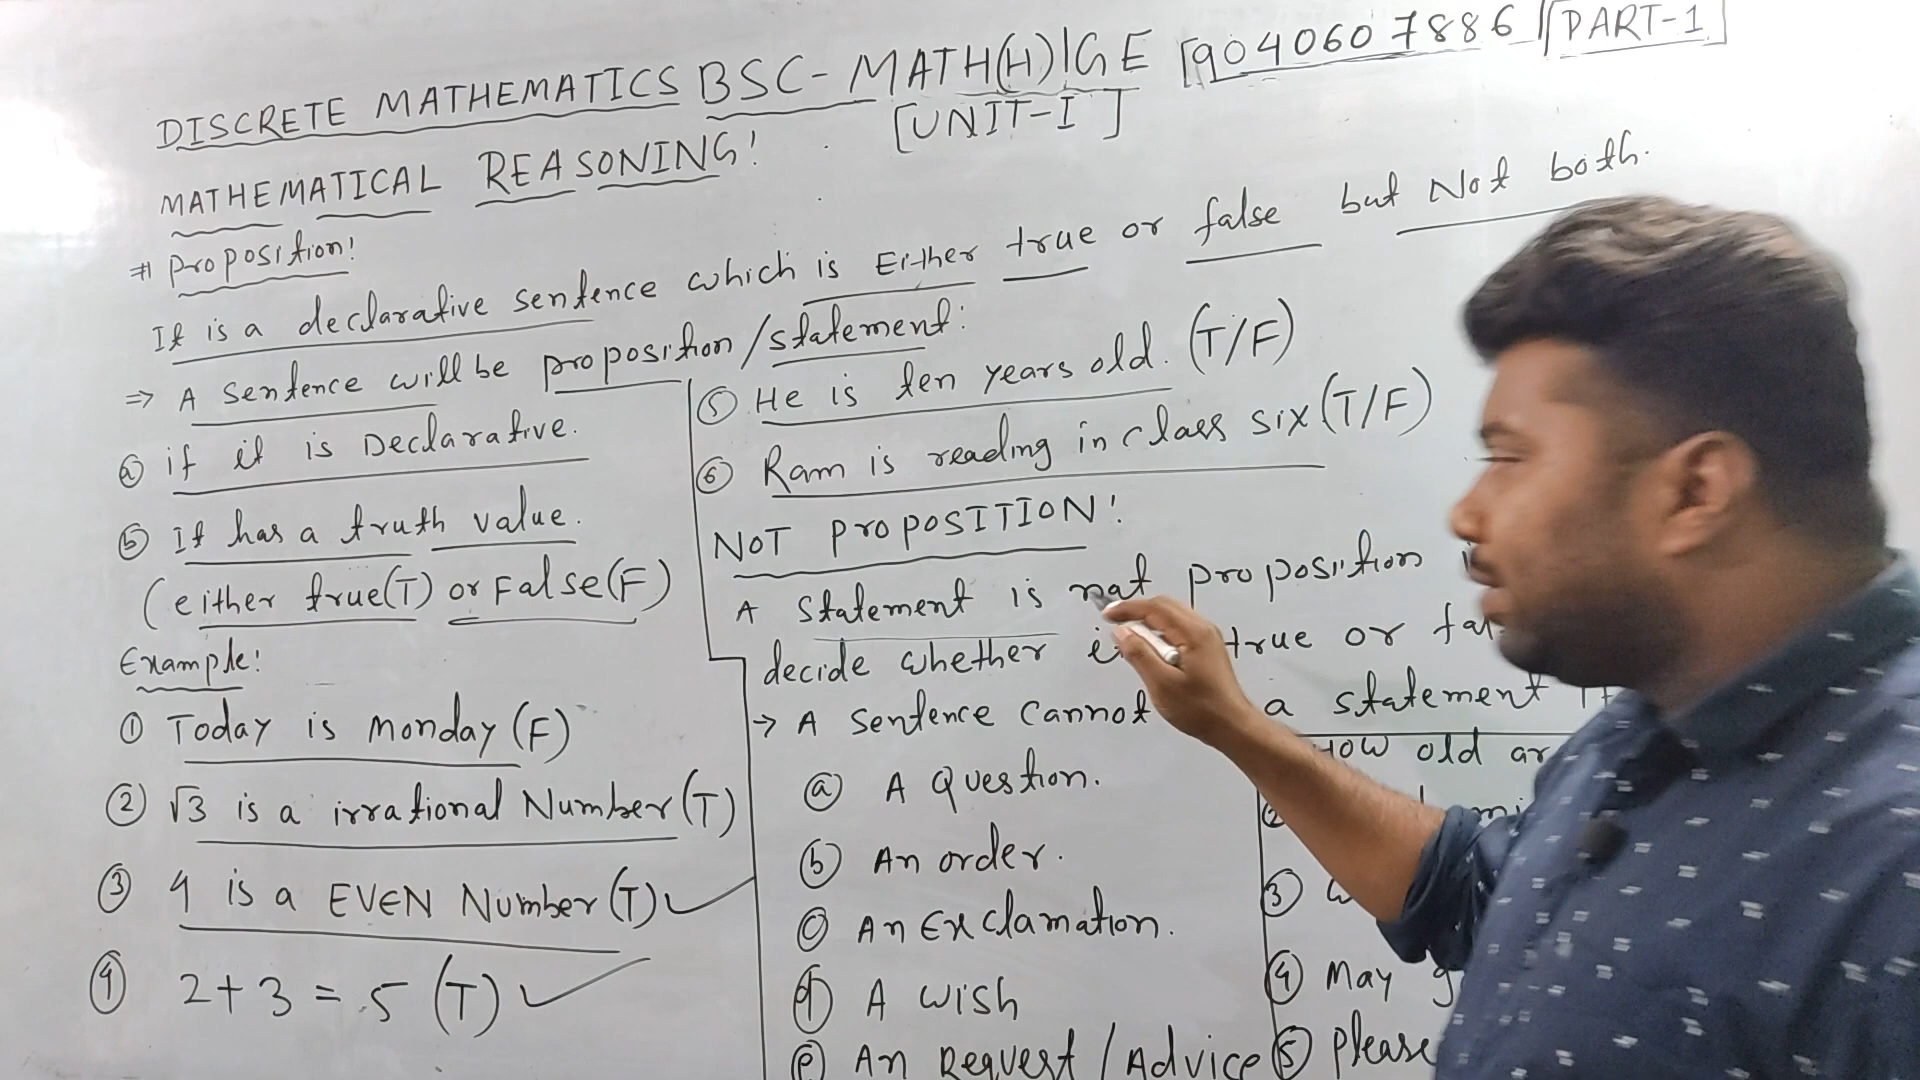 DISCRETE MATHEMATICS BSC-MATH(H)|GE [9040607886] [PART-1]
[UNIT-I]
MATHEMATICAL REASONING!
# Proposition!
It is a declarative sentence which is Either true or false but Not both.
⇒ A sentence will be proposition/statement:
ⓐ if it is Declarative.
ⓑ It has a truth value.
(either true(T) or False(F)
Example!
① Today is monday (F)
② √3 is a irrational Number (T)
③ 4 is a EVEN Number (T) ✓
④ 2+3 = 5 (T) ✓
⑤ He is ten years old. (T/F)
⑥ Ram is reading in class six (T/F)
NOT PROPOSITION!
A statement is not proposition
decide whether true or
→ A sentence cannot a statement
ⓐ A Question.
ⓑ An order.
ⓒ An Exclamation.
ⓓ A wish
ⓔ An Request / Advice
How old
②
③
④ May
⑤ please